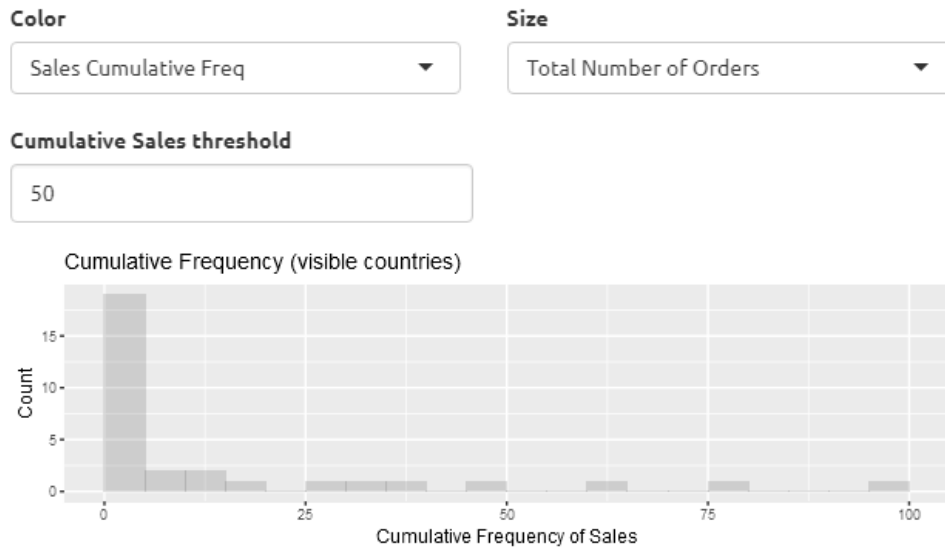 Color
Size
Sales Cumulative Freq
Total Number of Orders
Cumulative Sales threshold
50
Cumulative Frequency (visible countries)
Count
15
10
5
0
0 25 50 75 100
Cumulative Frequency of Sales